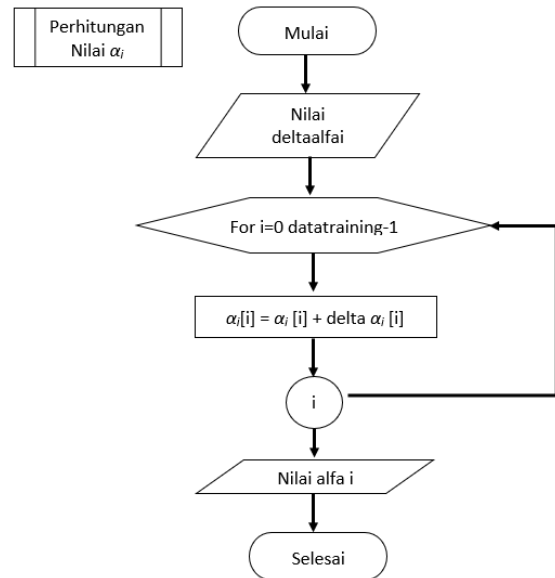 Perhitungan
Nilai αi
Mulai
Nilai
deltaalfai
For i=0 datatraining-1
αi[i] = αi [i] + delta αi [i]
i
Nilai alfa i
Selesai